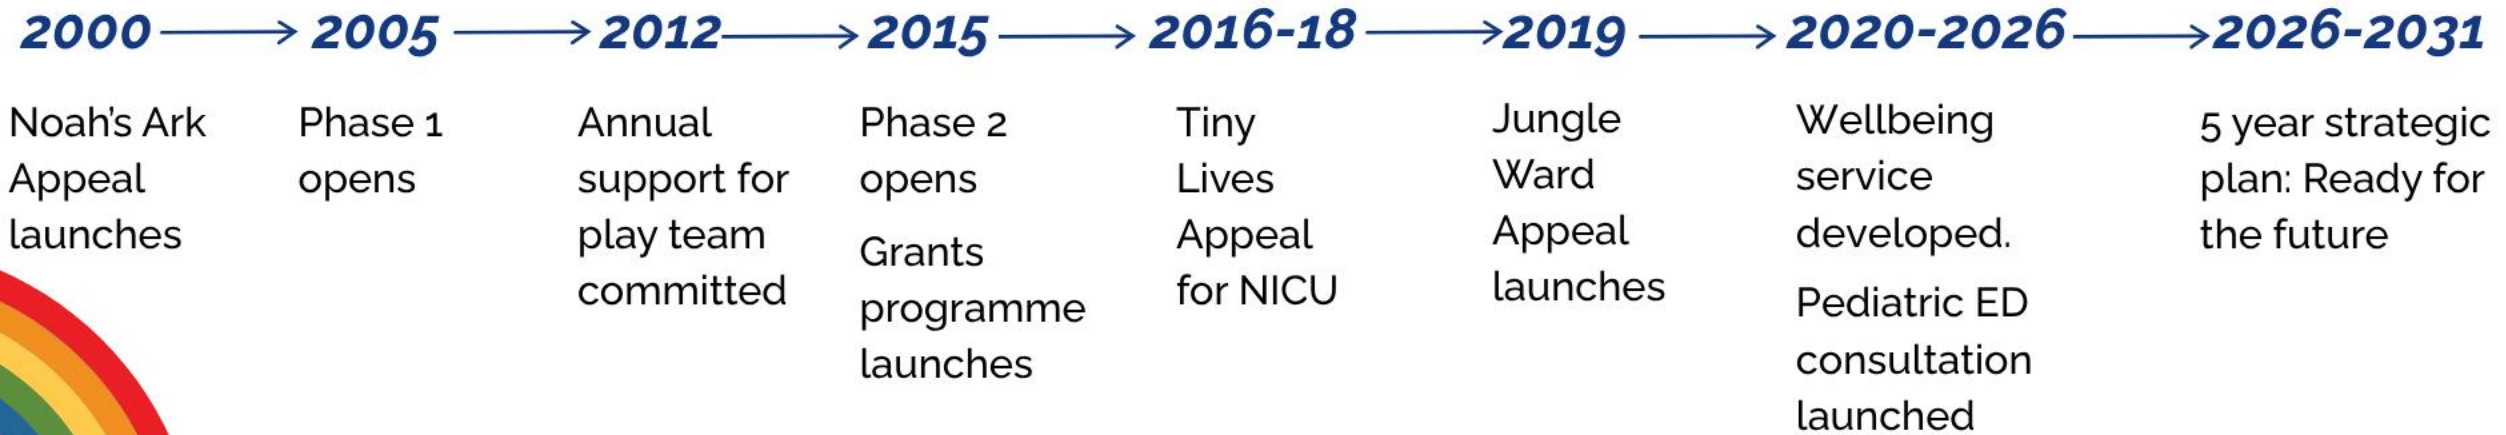 2000
2005
2012
2015
2016-18
2019
2020-2026
2026-2031
Noah's Ark
Appeal
launches
Phase 1
opens
Annual
support for
play team
committed
Phase 2
opens
Grants
programme
launches
Tiny
Lives
Appeal
for NICU
Jungle
Ward
Appeal
launches
Wellbeing
service
developed.
Pediatric ED
consultation
launched
5 year strategic
plan: Ready for
the future